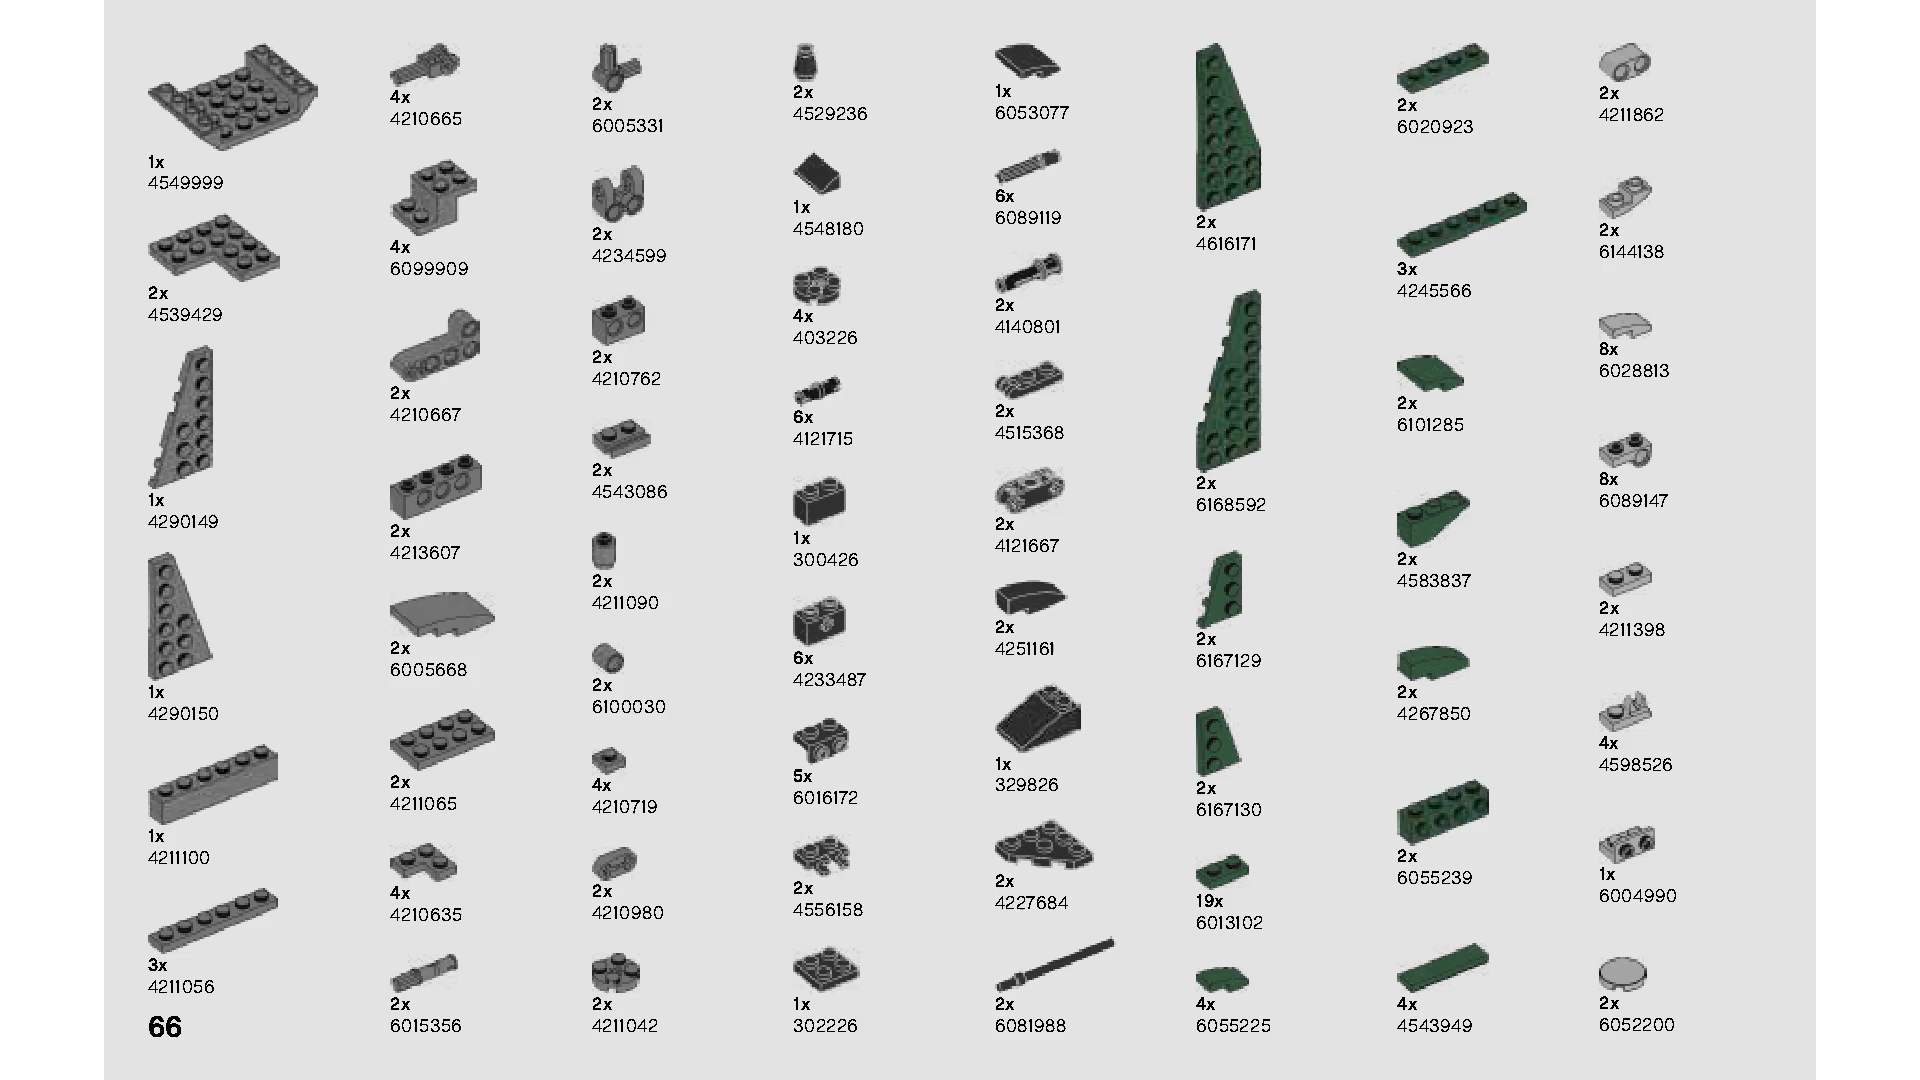 1x
4549999
2x
4539429
1x
4290149
1x
4290150
1x
4211100
3x
4211056
66
4x
4210665
4x
6099909
2x
4210667
2x
4213607
2x
6005668
2x
4211065
4x
4210635
2x
6015356
2x
6005331
2x
4234599
2x
4210762
2x
4543086
2x
4211090
2x
6100030
4x
4210719
2x
4210980
2x
4211042
2x
4529236
1x
4548180
4x
403226
6x
4121715
1x
300426
6x
4233487
5x
6016172
2x
4556158
1x
302226
1x
6053077
6x
6089119
2x
4140801
2x
4515368
2x
4121667
2x
4251161
1x
329826
2x
4227684
2x
6081988
2x
4616171
2x
6168592
2x
6167129
2x
6167130
19x
6013102
4x
6055225
2x
6020923
3x
4245566
2x
6101285
2x
4583837
2x
4267850
2x
6055239
4x
4543949
2x
4211862
2x
6144138
8x
6028813
8x
6089147
2x
4211398
4x
4598526
1x
6004990
2x
6052200